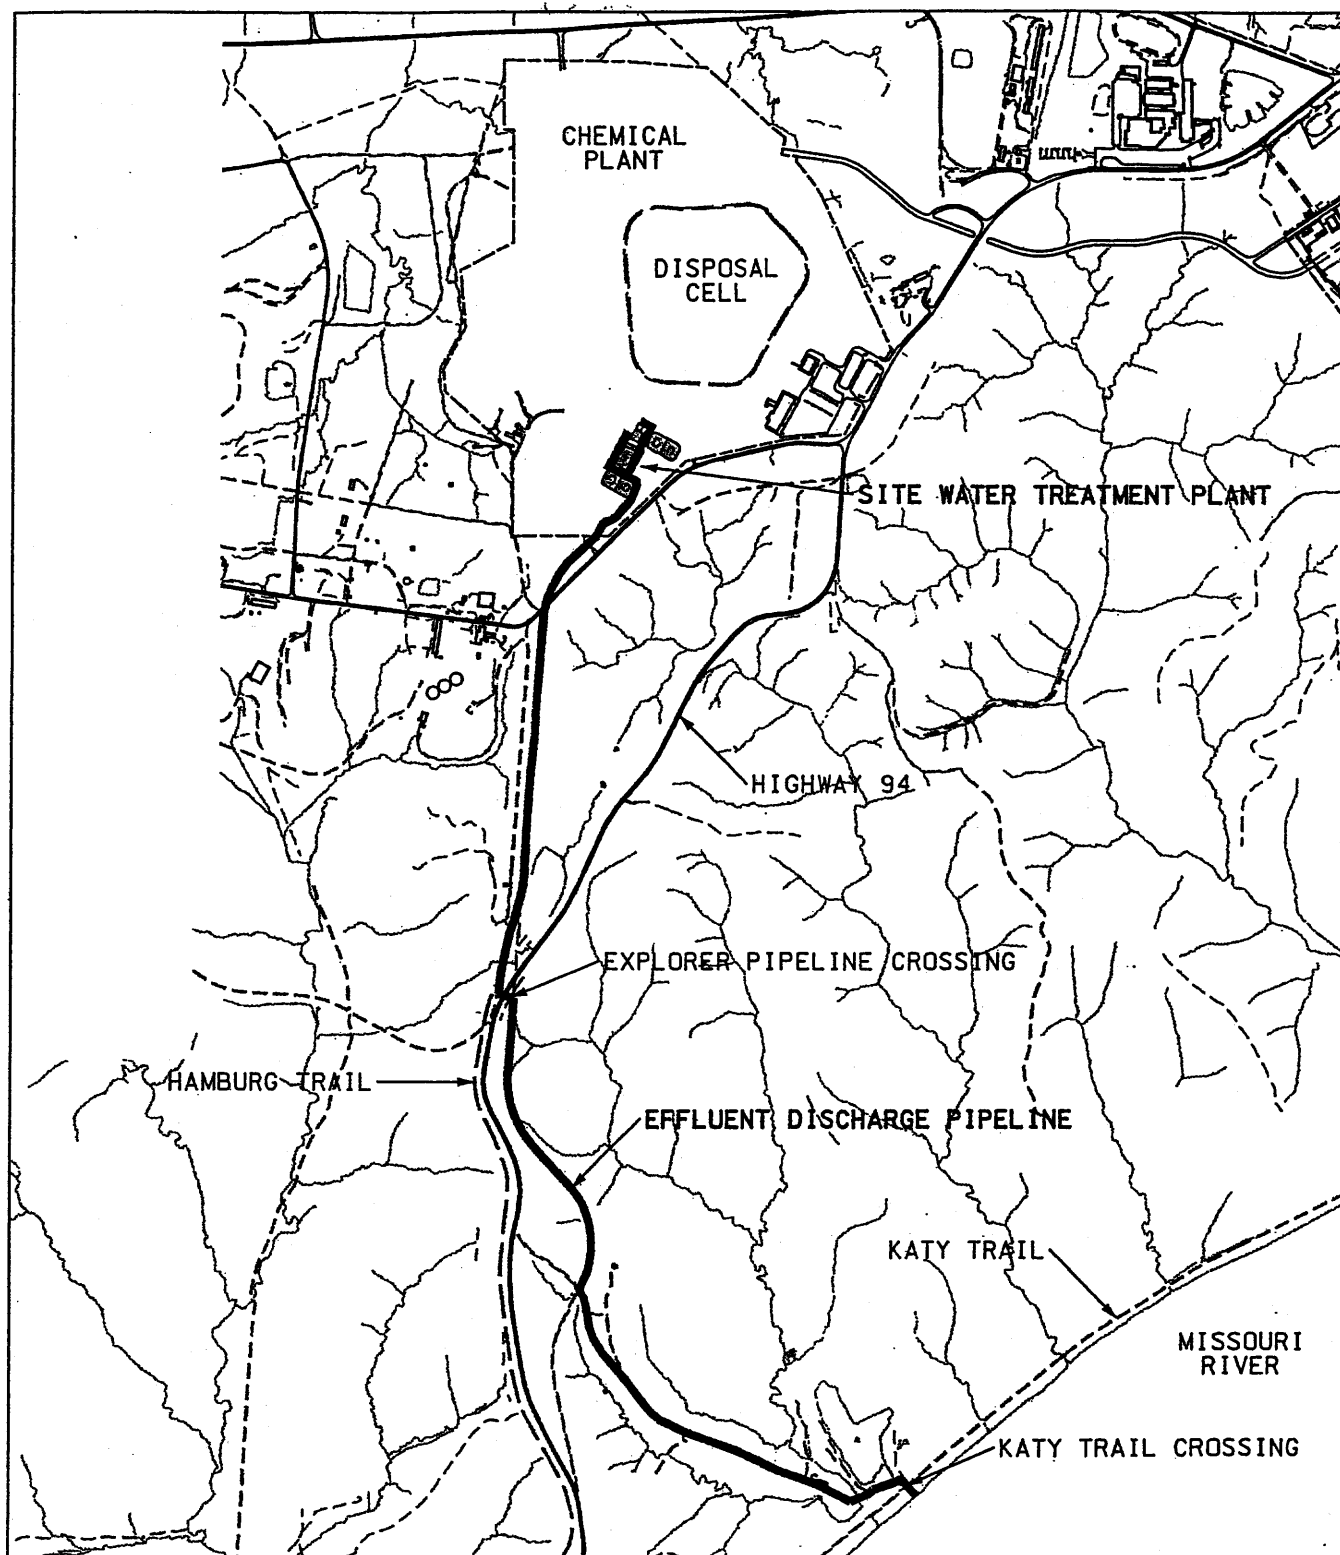 CHEMICAL
PLANT
DISPOSAL
CELL
SITE WATER TREATMENT PLANT
HIGHWAY 94
EXPLORER PIPELINE CROSSING
HAMBURG TRAIL
EFFLUENT DISCHARGE PIPELINE
KATY TRAIL
MISSOURI
RIVER
KATY TRAIL CROSSING